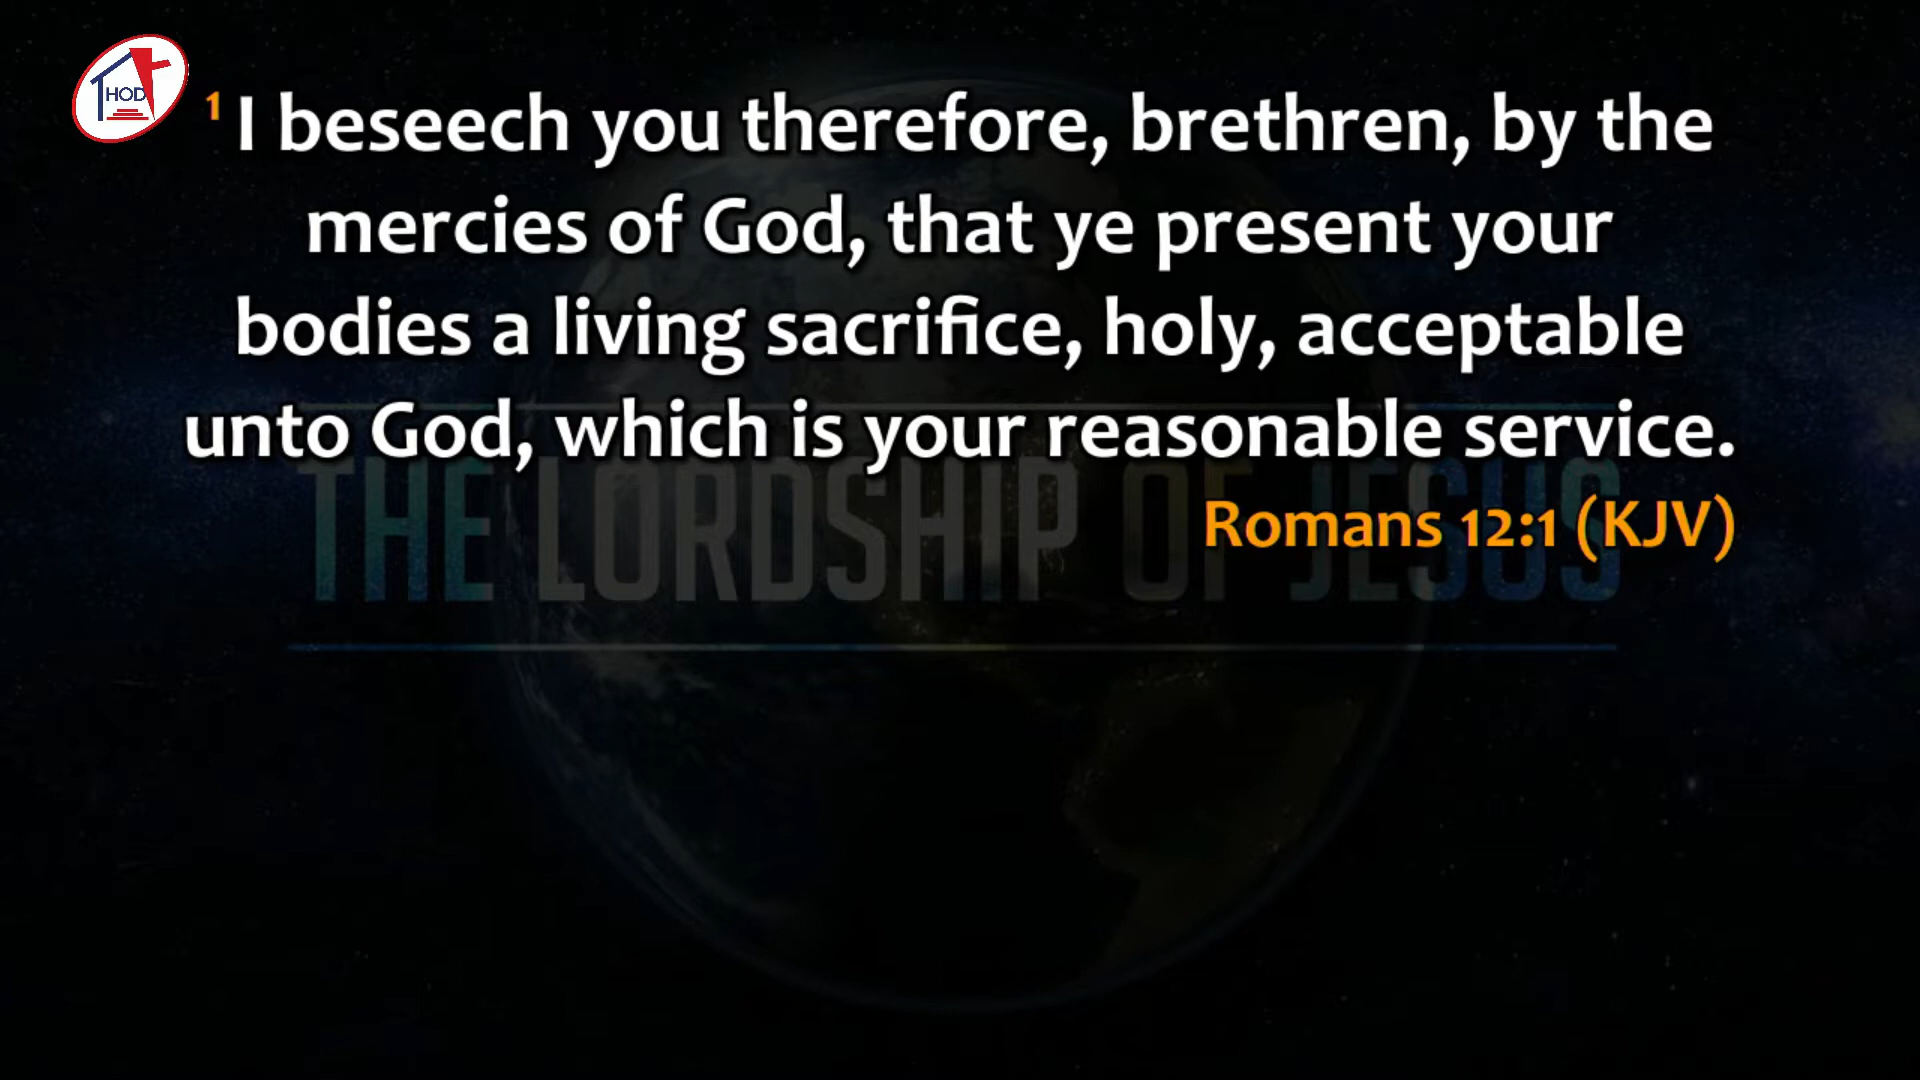 HOD
1 I beseech you therefore, brethren, by the
mercies of God, that ye present your
bodies a living sacrifice, holy, acceptable
unto God, which is your reasonable service.
Romans 12:1 (KJV)
THE LORDSHIP OF JESUS